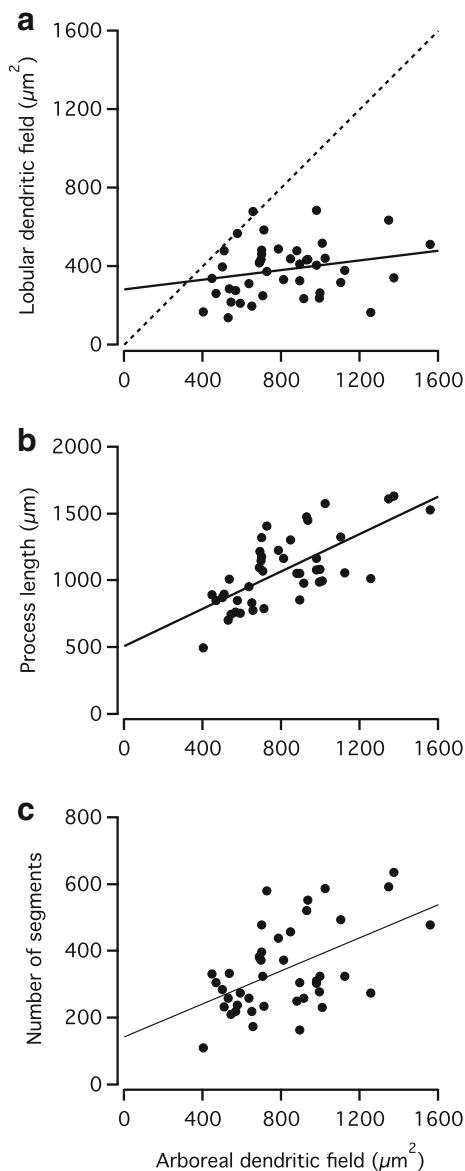 a
Lobular dendritic field (μm²)
1600
1200
800
400
0
0 400 800 1200 1600
b
Process length (μm)
2000
1500
1000
500
0
0 400 800 1200 1600
c
Number of segments
800
600
400
200
0
0 400 800 1200 1600
Arboreal dendritic field (μm²)